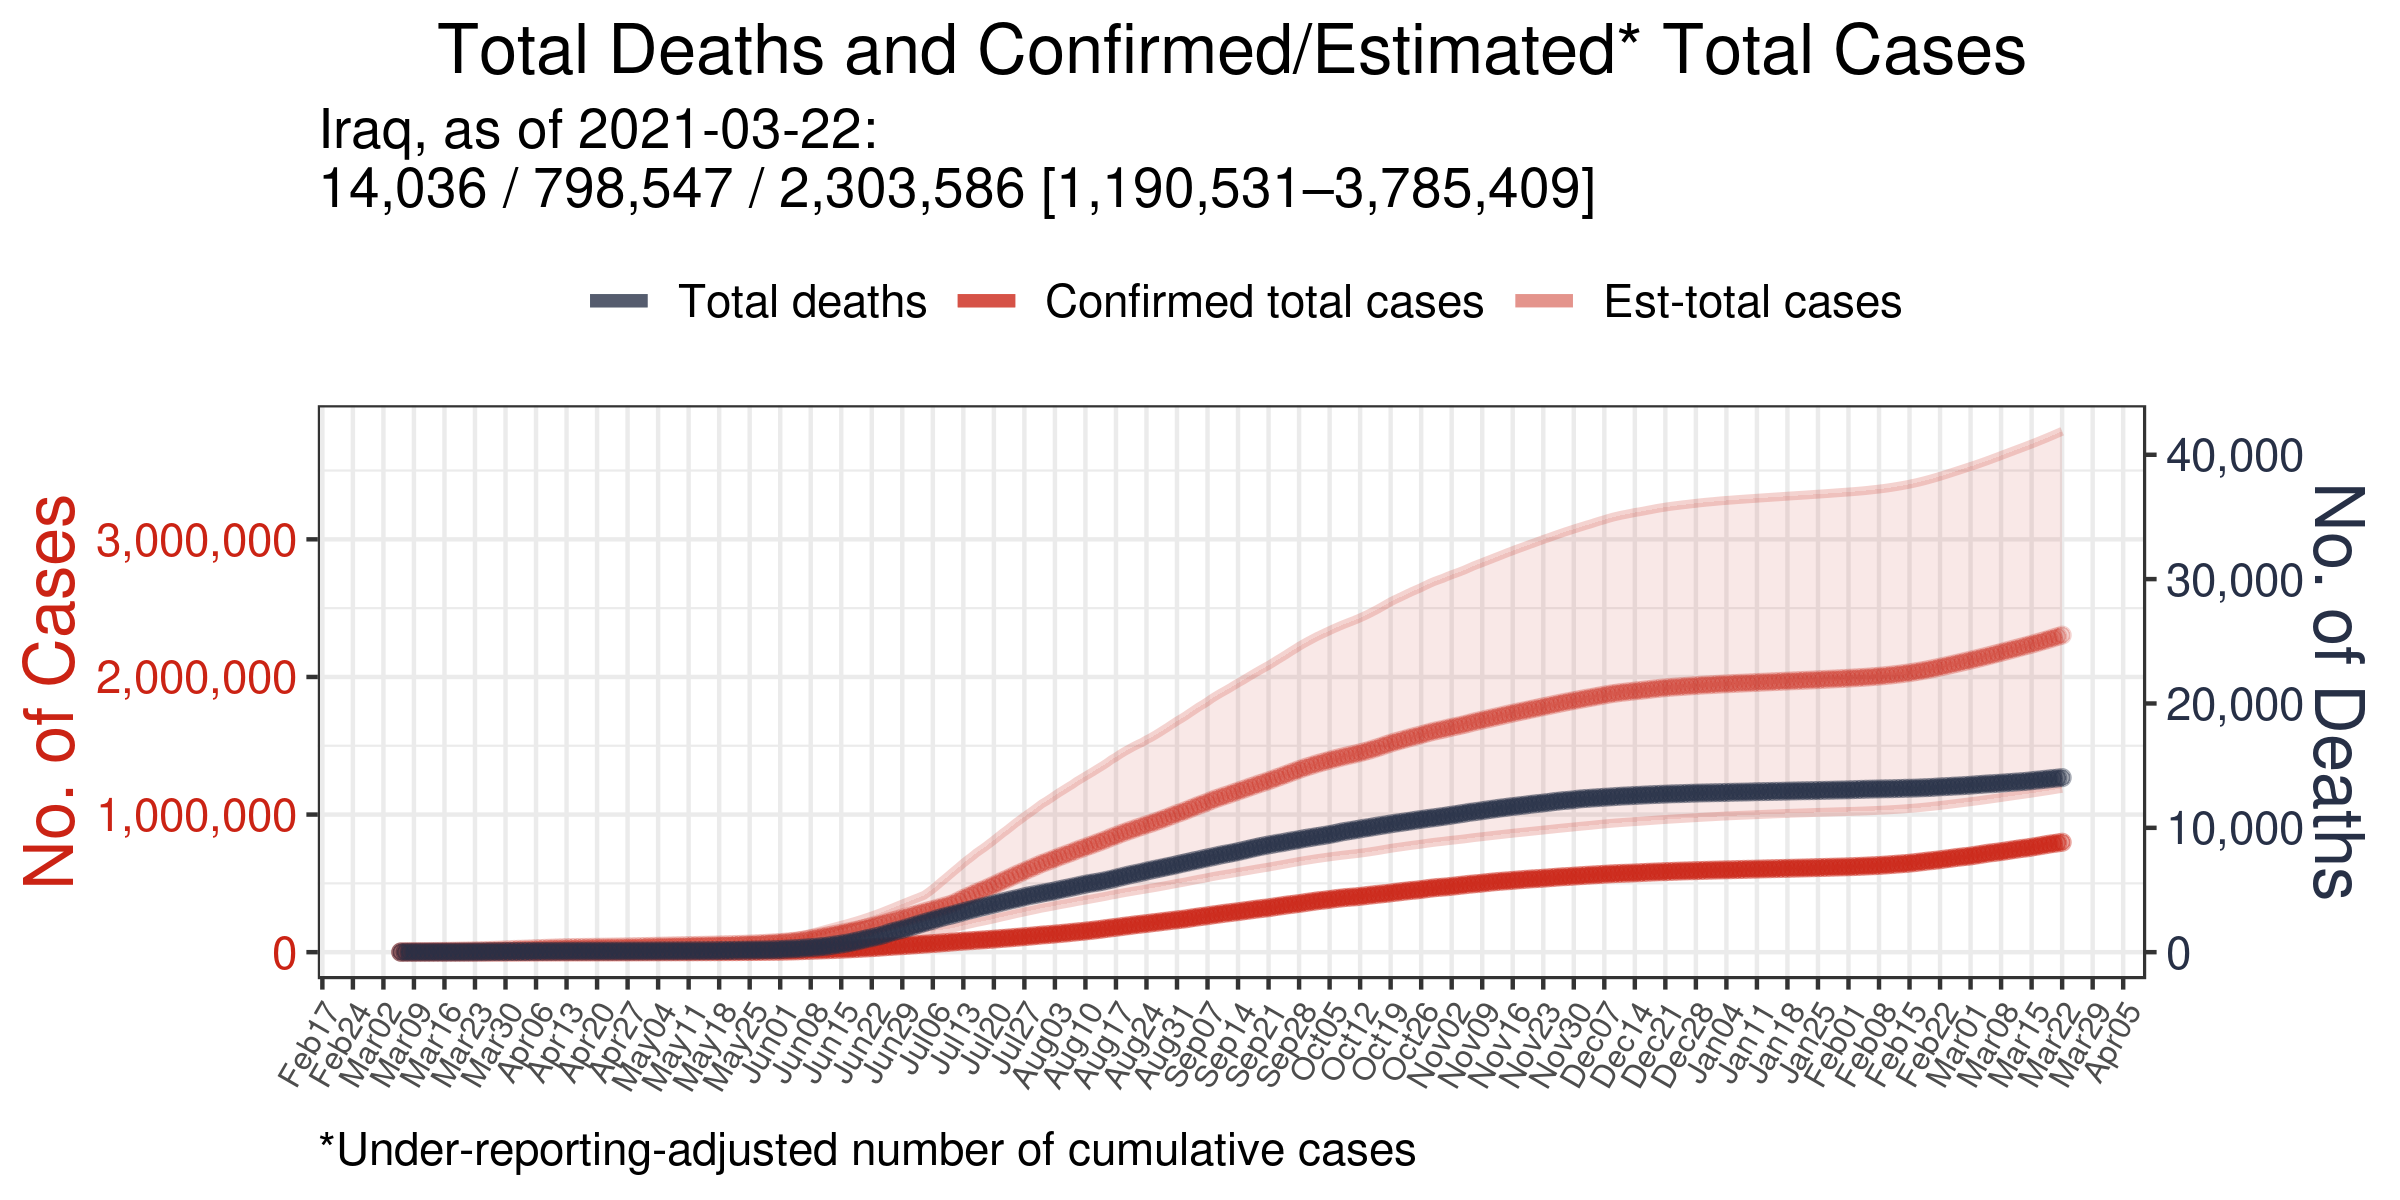 Total Deaths and Confirmed/Estimated* Total Cases
Iraq, as of 2021-03-22:
14,036 / 798,547 / 2,303,586 [1,190,531–3,785,409]
Total deaths
Confirmed total cases
Est-total cases
No. of Cases
3,000,000
2,000,000
1,000,000
0
40,000
30,000
20,000
10,000
0
No. of Deaths
Feb17
Feb24
Mar02
Mar09
Mar16
Mar23
Mar30
Apr06
Apr13
Apr20
Apr27
May04
May11
May18
May25
Jun01
Jun08
Jun15
Jun22
Jun29
Jul06
Jul13
Jul20
Jul27
Aug03
Aug10
Aug17
Aug24
Aug31
Sep07
Sep14
Sep21
Sep28
Oct05
Oct12
Oct19
Oct26
Nov02
Nov09
Nov16
Nov23
Nov30
Dec07
Dec14
Dec21
Dec28
Jan04
Jan11
Jan18
Jan25
Feb01
Feb08
Feb15
Feb22
Mar01
Mar08
Mar15
Mar22
Mar29
Apr05
*Under-reporting-adjusted number of cumulative cases